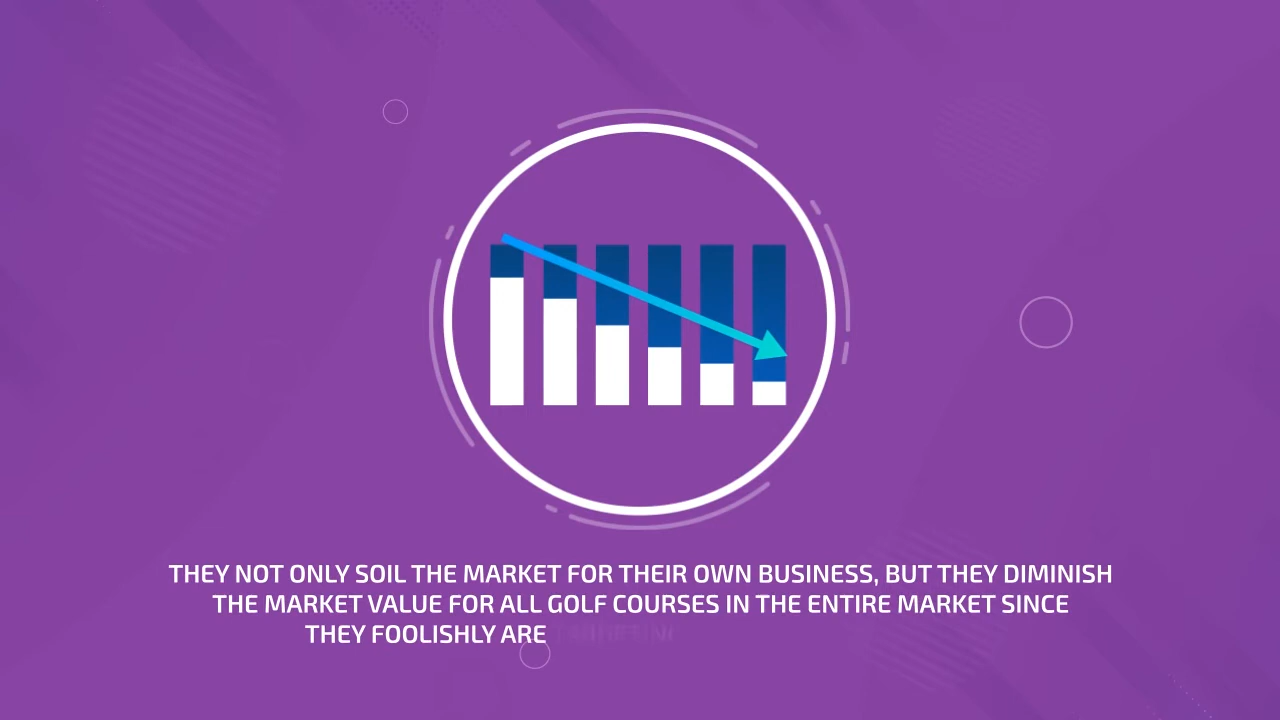 THEY NOT ONLY SOIL THE MARKET FOR THEIR OWN BUSINESS, BUT THEY DIMINISH
THE MARKET VALUE FOR ALL GOLF COURSES IN THE ENTIRE MARKET SINCE
THEY FOOLISHLY ARE